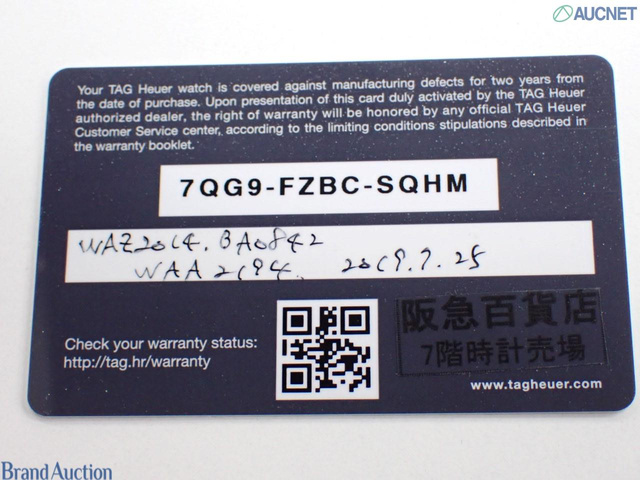 AUCNET
Your TAG Heuer watch is covered against manufacturing defects for two years from
the date of purchase. Upon presentation of this card duly activated by the TAG Heuer
authorized dealer, the right of warranty will be honored by any official TAG Heuer
Customer Service center, according to the limiting conditions stipulations described in
the warranty booklet.
7QG9-FZBC-SQHM
WAZ2014. BA0842
WAA2194. 2019.7.25
Check your warranty status:
http://tag.hr/warranty
阪急百貨店
7階時計売場
www.tagheuer.com
Brand Auction